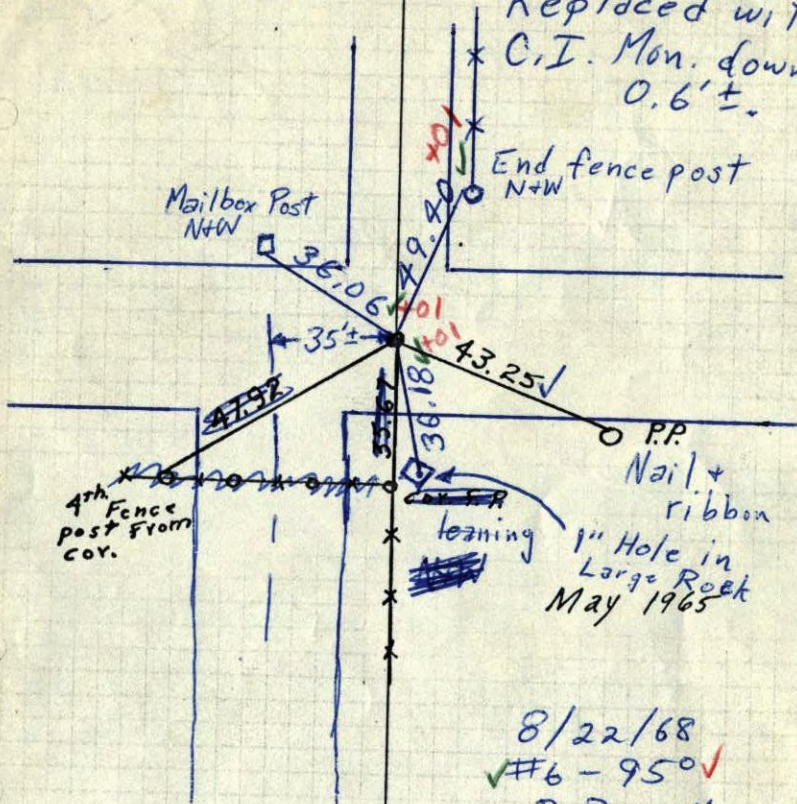 Replaced wi
C.I. Mon. down
0.6'±.
+01
End fence post
N+W
Mailbox Post
N+W
36.06
49.40
+01
35'±
+01
43.25
47.92
35.67
36.18
P.P.
Nail +
ribbon
4th Fence
post from
cor.
Cor. F.P.
leaning
1" Hole in
Large Rock
May 1965
8/22/68
#6 - 95°